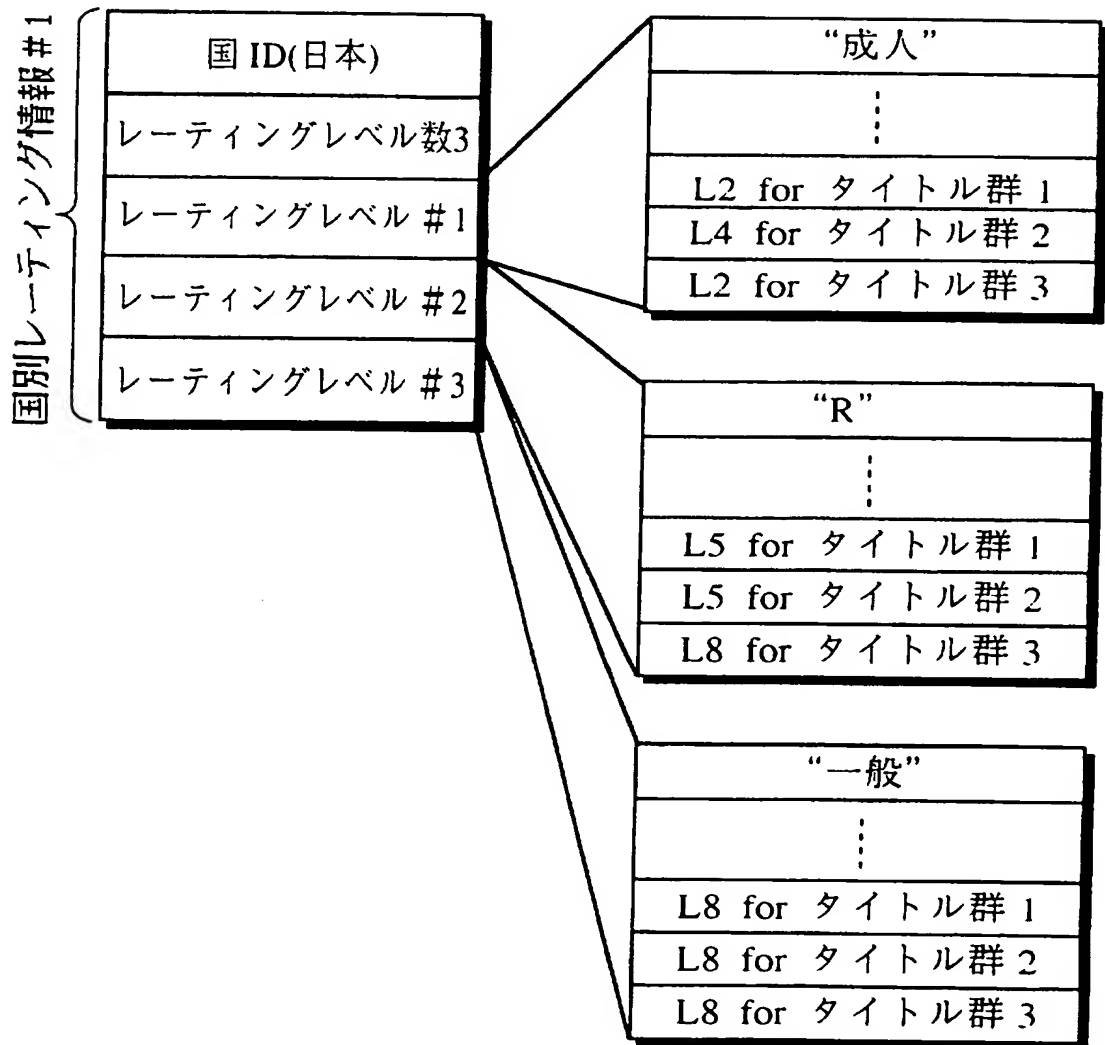 国別レーティング情報#1
国 ID(日本)
レーティングレベル数3
レーティングレベル #1
レーティングレベル #2
レーティングレベル #3
“成人”
L2 for タイトル群 1
L4 for タイトル群 2
L2 for タイトル群 3
“R”
L5 for タイトル群 1
L5 for タイトル群 2
L8 for タイトル群 3
“一般”
L8 for タイトル群 1
L8 for タイトル群 2
L8 for タイトル群 3